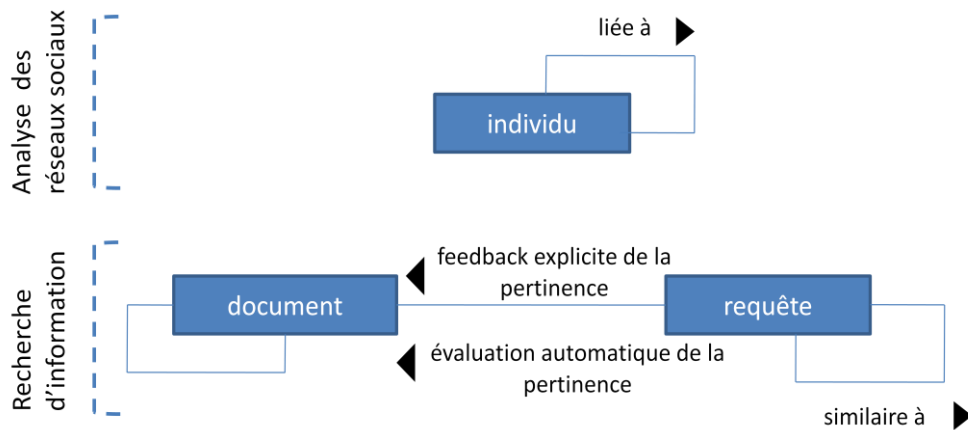 Analyse des
réseaux sociaux
liée à
individu
Recherche
d'information
feedback explicite de la
pertinence
document
requête
évaluation automatique de la
pertinence
similaire à